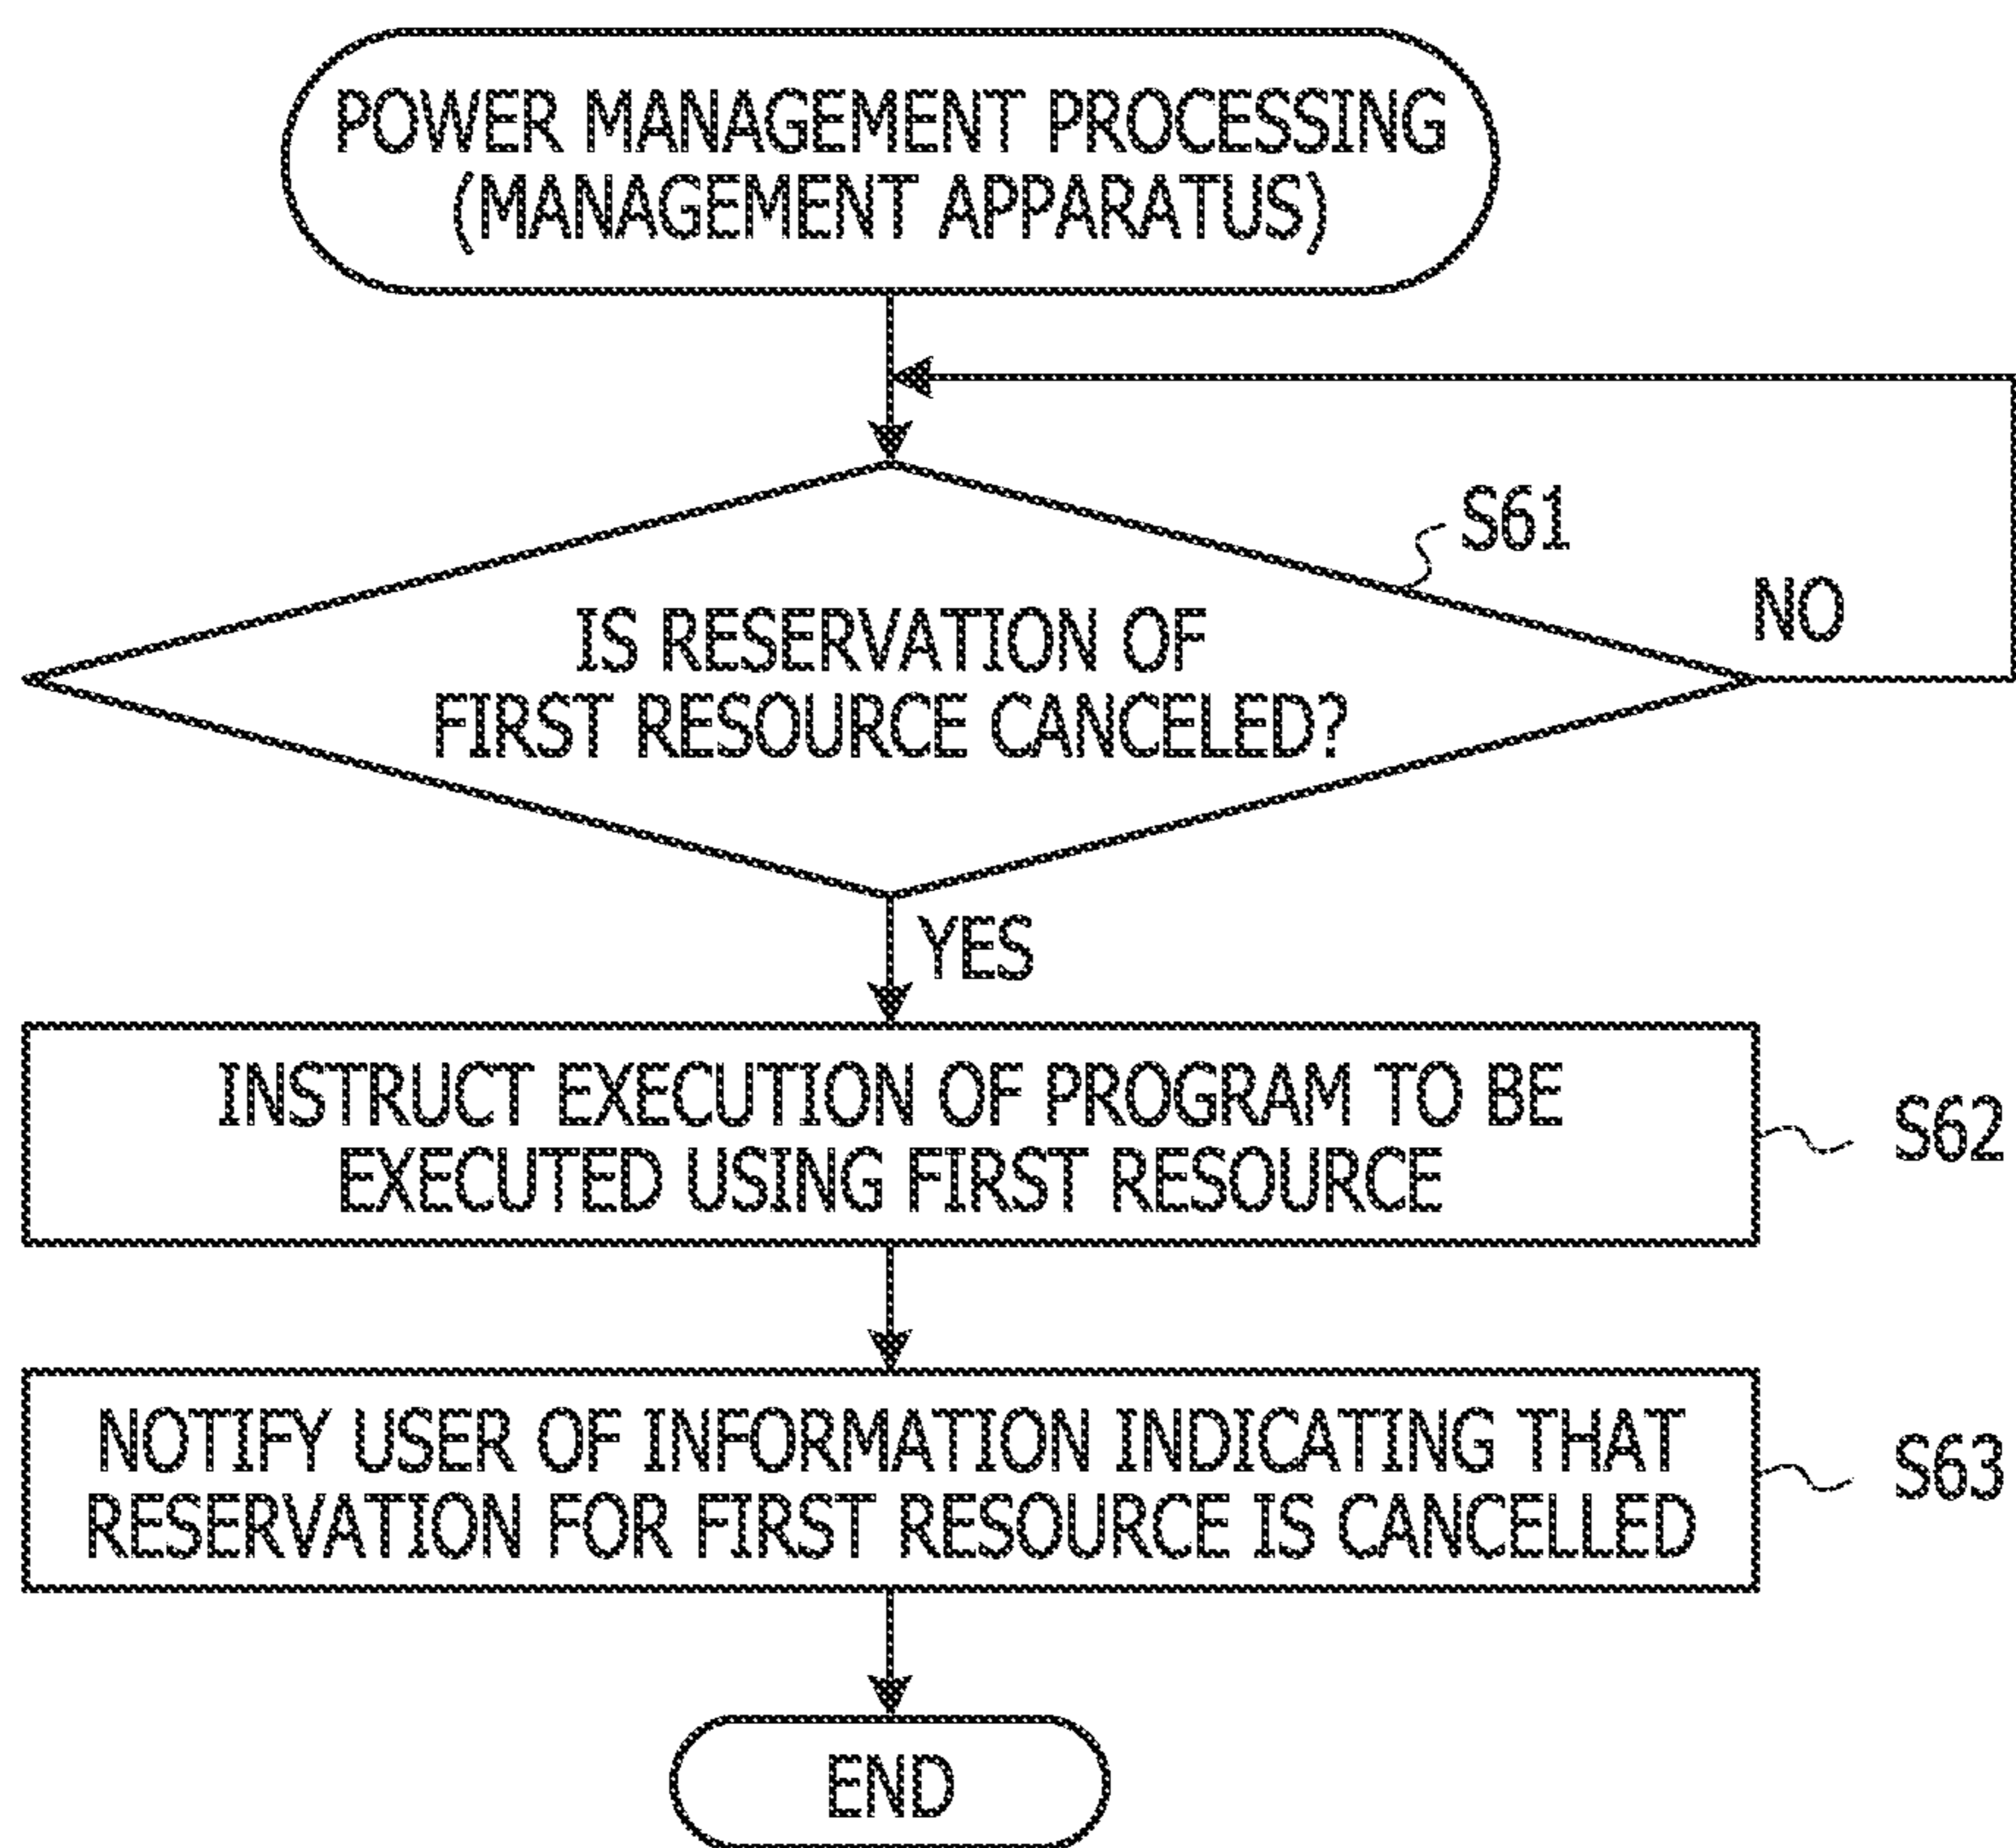 POWER MANAGEMENT PROCESSING
(MANAGEMENT APPARATUS)
S61
NO
IS RESERVATION OF
FIRST RESOURCE CANCELED?
YES
INSTRUCT EXECUTION OF PROGRAM TO BE
EXECUTED USING FIRST RESOURCE
S62
NOTIFY USER OF INFORMATION INDICATING THAT
RESERVATION FOR FIRST RESOURCE IS CANCELLED
S63
END